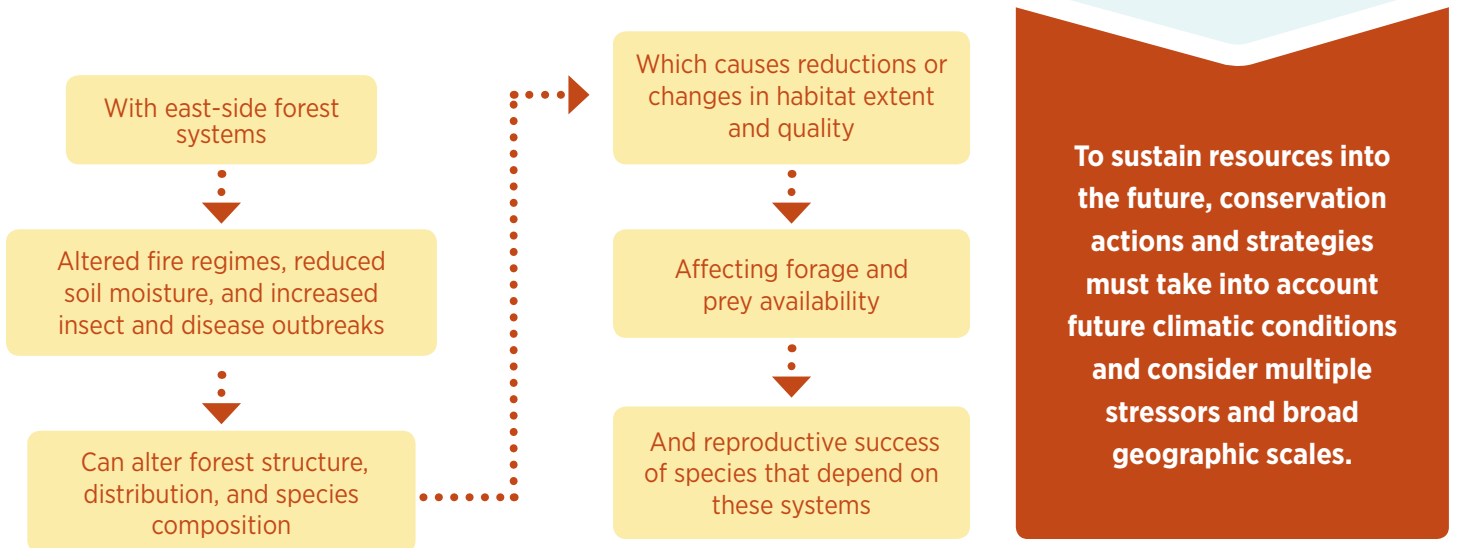 With east-side forest
systems
Altered fire regimes, reduced
soil moisture, and increased
insect and disease outbreaks
Can alter forest structure,
distribution, and species
composition
Which causes reductions or
changes in habitat extent
and quality
Affecting forage and
prey availability
And reproductive success
of species that depend on
these systems
To sustain resources into
the future, conservation
actions and strategies
must take into account
future climatic conditions
and consider multiple
stressors and broad
geographic scales.